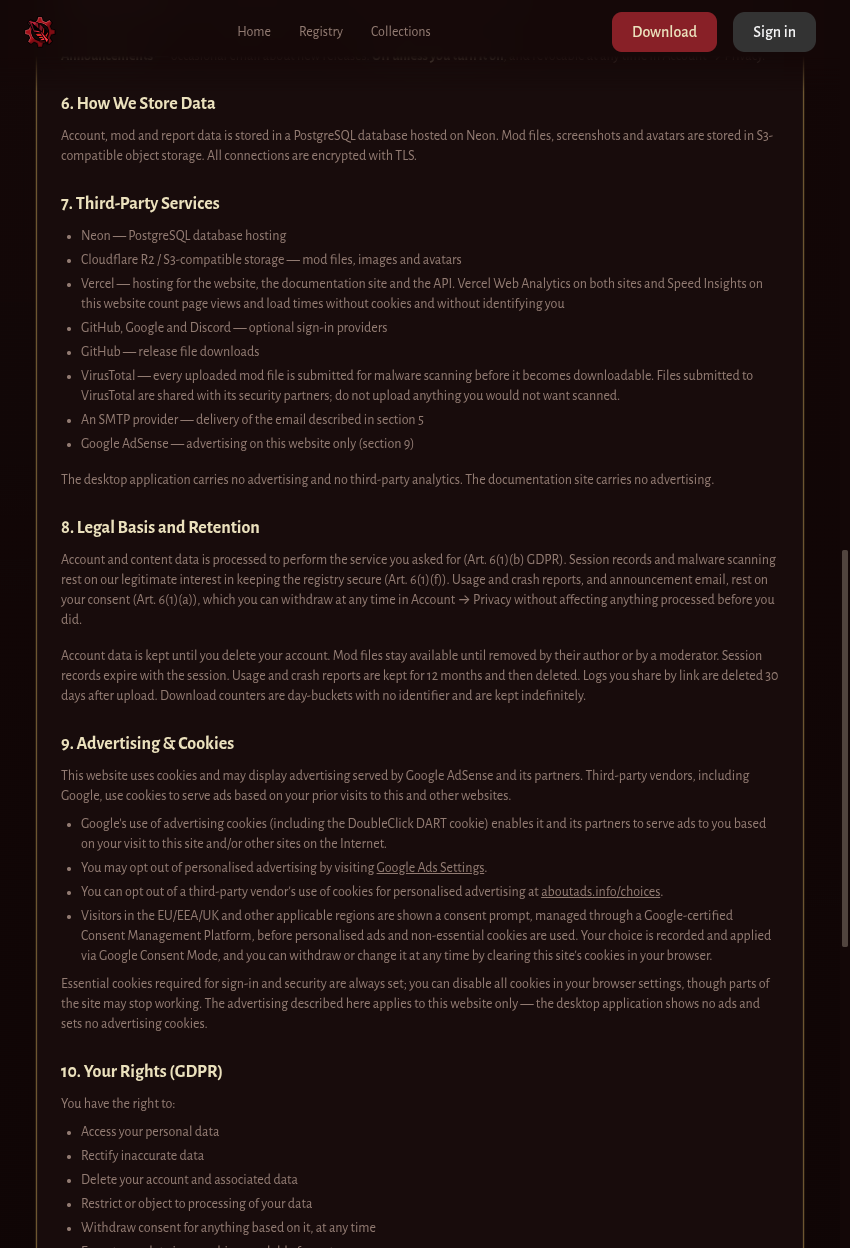 Home
Registry
Collections
Download
Sign in
6. How We Store Data
Account, mod and report data is stored in a PostgreSQL database hosted on Neon. Mod files, screenshots and avatars are stored in S3-
compatible object storage. All connections are encrypted with TLS.
7. Third-Party Services
• Neon — PostgreSQL database hosting
• Cloudflare R2 / S3-compatible storage — mod files, images and avatars
• Vercel — hosting for the website, the documentation site and the API. Vercel Web Analytics on both sites and Speed Insights on
this website count page views and load times without cookies and without identifying you
• GitHub, Google and Discord — optional sign-in providers
• GitHub — release file downloads
• VirusTotal — every uploaded mod file is submitted for malware scanning before it becomes downloadable. Files submitted to
VirusTotal are shared with its security partners; do not upload anything you would not want scanned.
• An SMTP provider — delivery of the email described in section 5
• Google AdSense — advertising on this website only (section 9)
The desktop application carries no advertising and no third-party analytics. The documentation site carries no advertising.
8. Legal Basis and Retention
Account and content data is processed to perform the service you asked for (Art. 6(1)(b) GDPR). Session records and malware scanning
rest on our legitimate interest in keeping the registry secure (Art. 6(1)(f)). Usage and crash reports, and announcement email, rest on
your consent (Art. 6(1)(a)), which you can withdraw at any time in Account → Privacy without affecting anything processed before you
did.
Account data is kept until you delete your account. Mod files stay available until removed by their author or by a moderator. Session
records expire with the session. Usage and crash reports are kept for 12 months and then deleted. Logs you share by link are deleted 30
days after upload. Download counters are day-buckets with no identifier and are kept indefinitely.
9. Advertising & Cookies
This website uses cookies and may display advertising served by Google AdSense and its partners. Third-party vendors, including
Google, use cookies to serve ads based on your prior visits to this and other websites.
• Google's use of advertising cookies (including the DoubleClick DART cookie) enables it and its partners to serve ads to you based
on your visit to this site and/or other sites on the Internet.
• You may opt out of personalised advertising by visiting Google Ads Settings.
• You can opt out of a third-party vendor's use of cookies for personalised advertising at aboutads.info/choices.
• Visitors in the EU/EEA/UK and other applicable regions are shown a consent prompt, managed through a Google-certified
Consent Management Platform, before personalised ads and non-essential cookies are used. Your choice is recorded and applied
via Google Consent Mode, and you can withdraw or change it at any time by clearing this site's cookies in your browser.
Essential cookies required for sign-in and security are always set; you can disable all cookies in your browser settings, though parts of
the site may stop working. The advertising described here applies to this website only — the desktop application shows no ads and
sets no advertising cookies.
10. Your Rights (GDPR)
You have the right to:
• Access your personal data
• Rectify inaccurate data
• Delete your account and associated data
• Restrict or object to processing of your data
• Withdraw consent for anything based on it, at any time